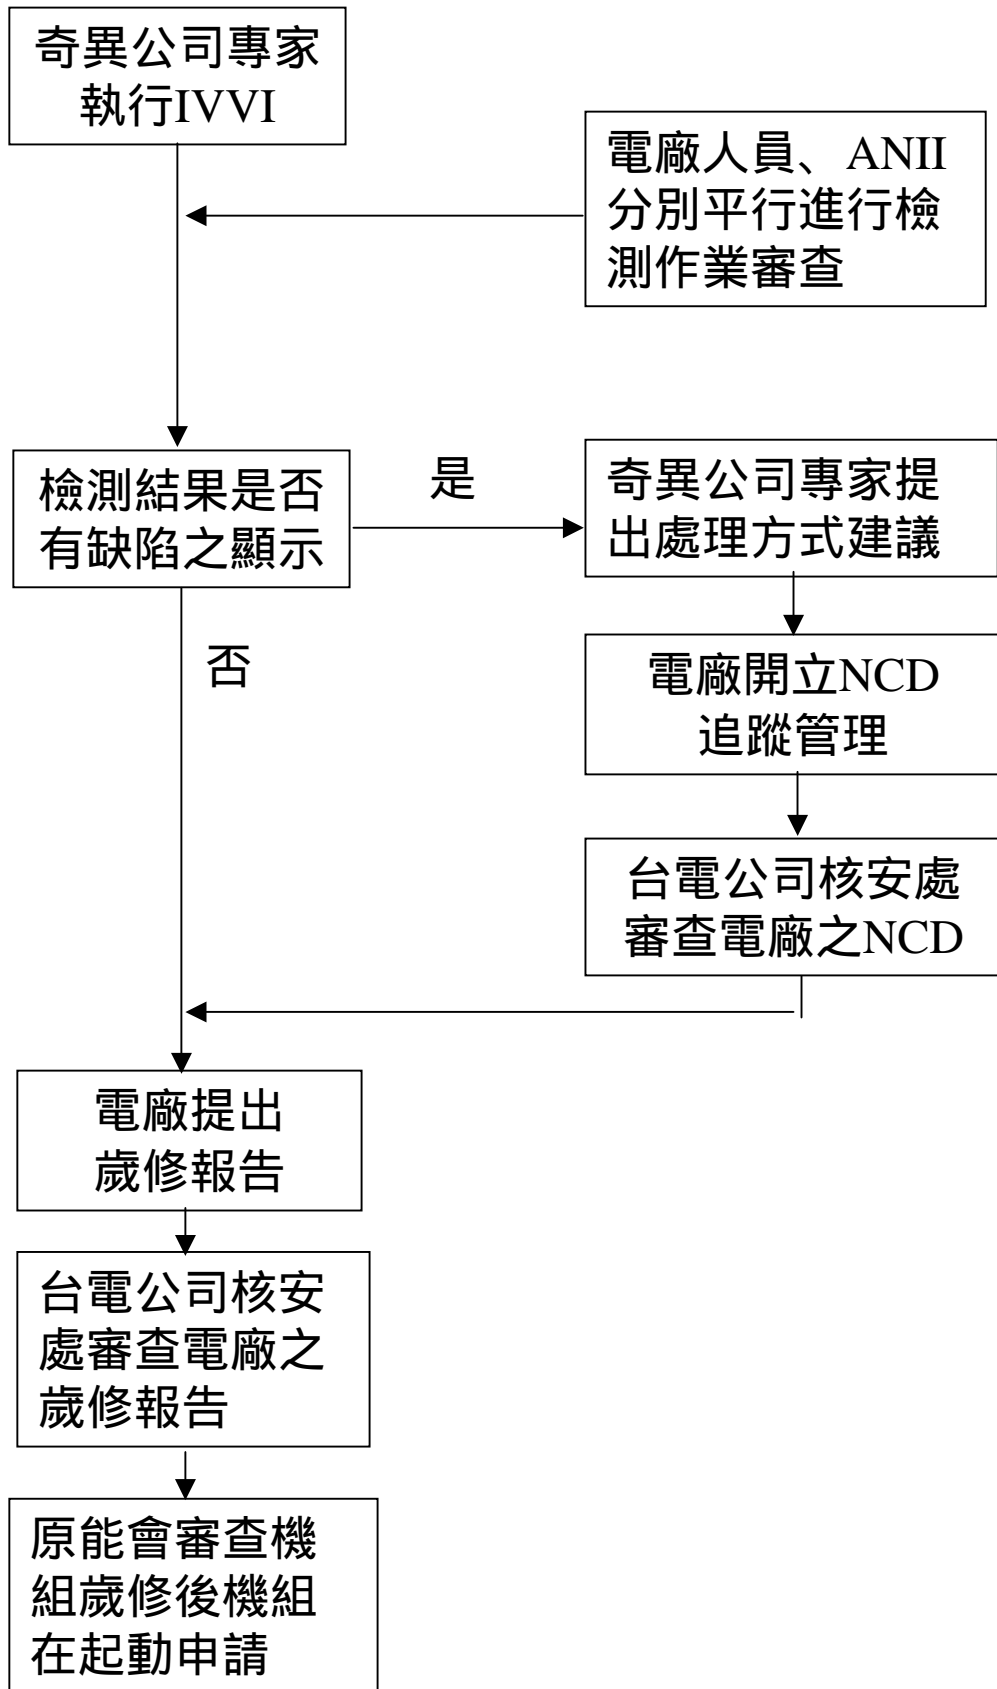 奇異公司專家
執行IVVI
電廠人員、ANII
分別平行進行檢
測作業審查
檢測結果是否
有缺陷之顯示
是
奇異公司專家提
出處理方式建議
否
電廠開立NCD
追蹤管理
台電公司核安處
審查電廠之NCD
電廠提出
歲修報告
台電公司核安
處審查電廠之
歲修報告
原能會審查機
組歲修後機組
在起動申請